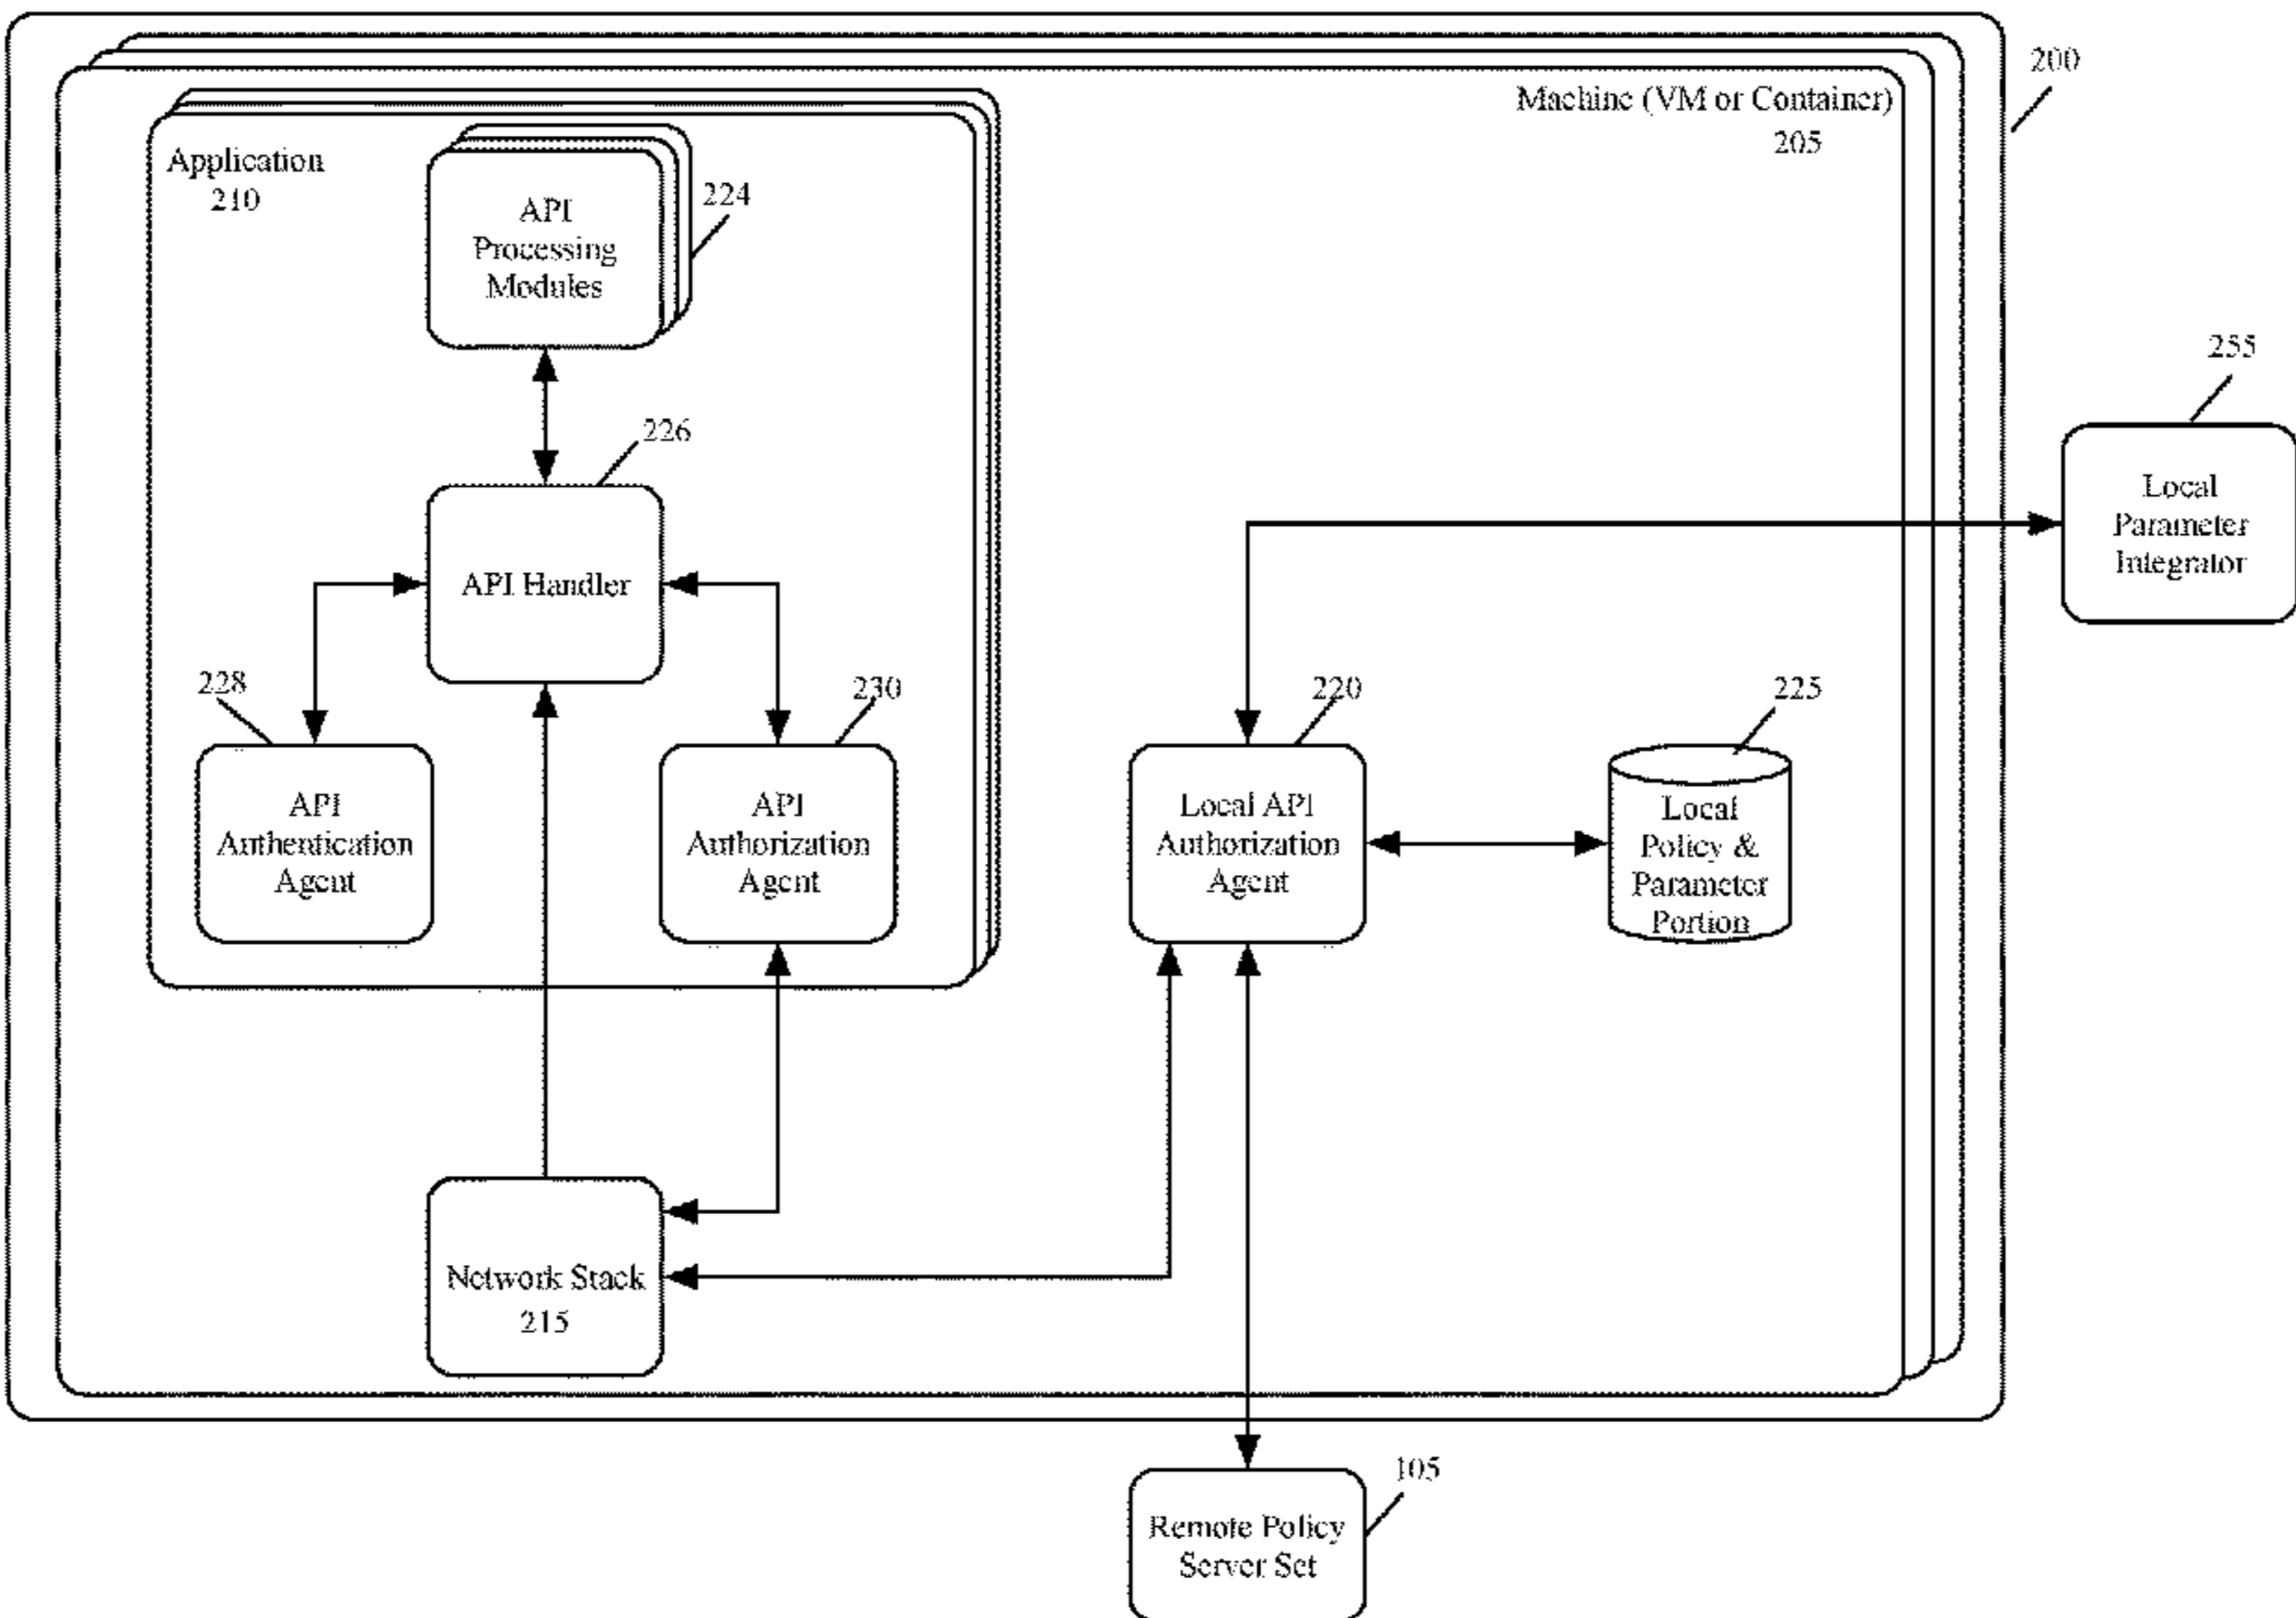 200
Machine (VM or Container)
205
Application
210
API
Processing
Modules
224
255
Local
Parameter
Integrator
226
API Handler
228
230
220
225
API
Authentication
Agent
API
Authorization
Agent
Local API
Authorization
Agent
Local
Policy &
Parameter
Portion
Network Stack
215
105
Remote Policy
Server Set